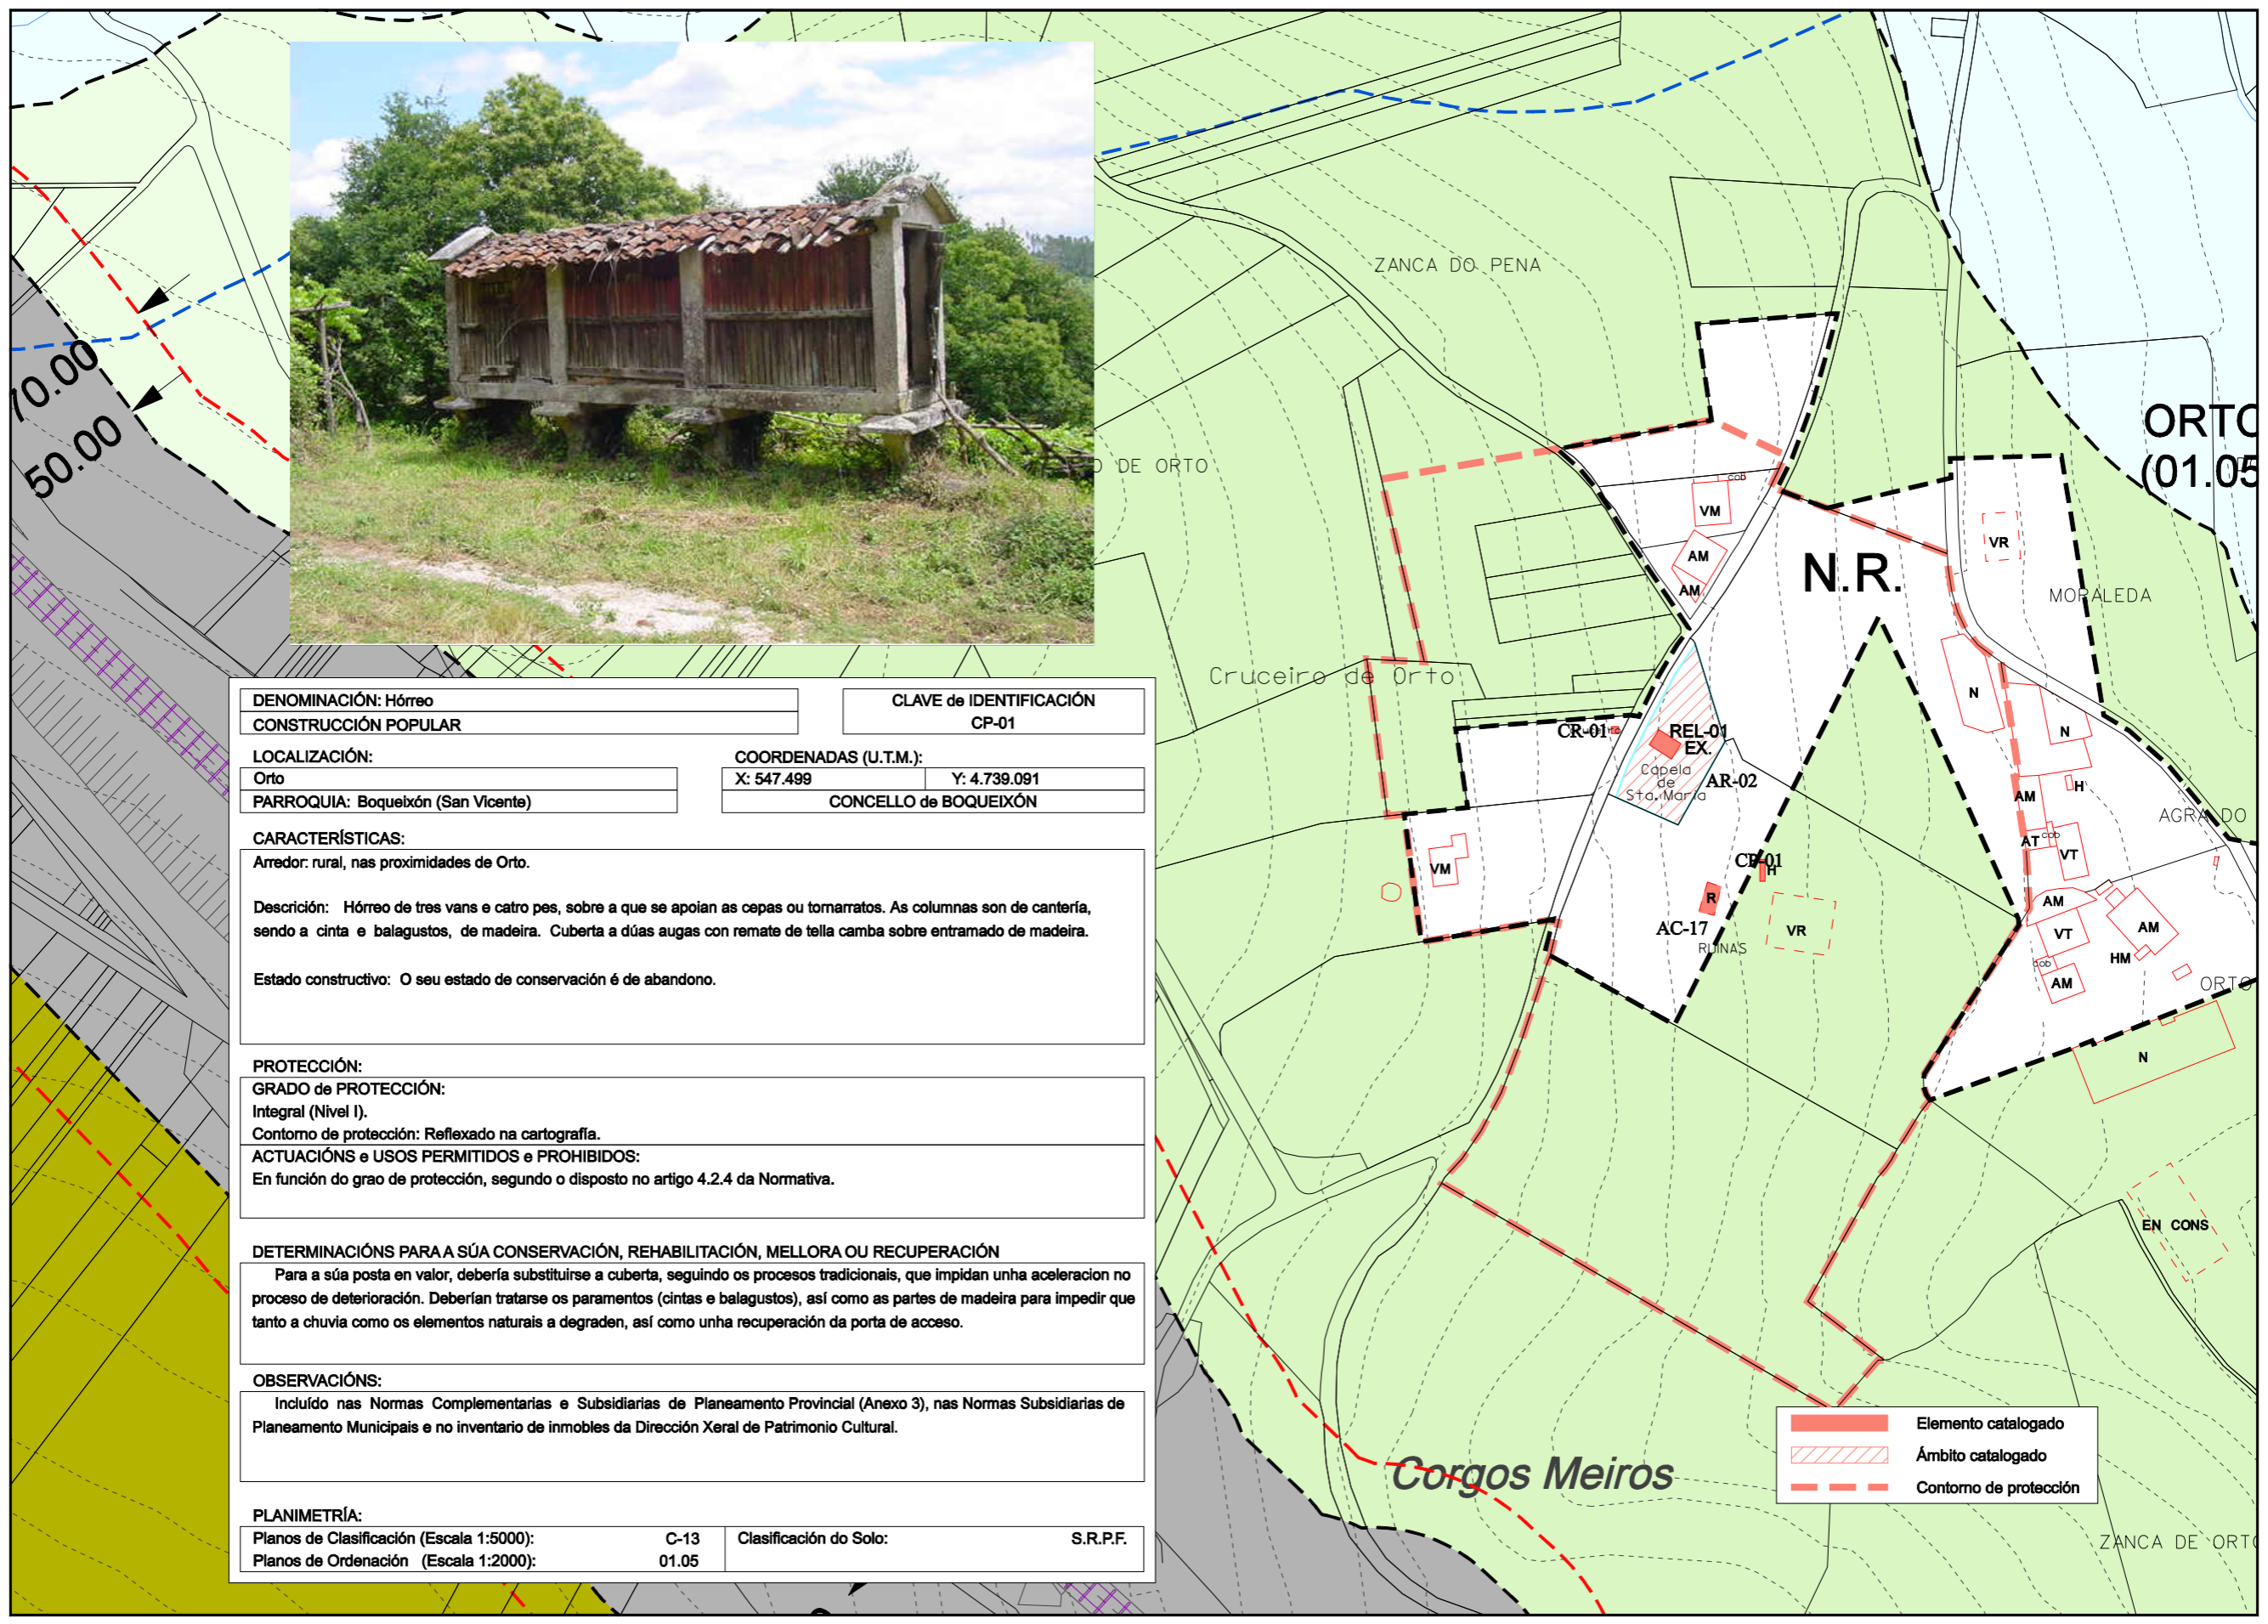 70.00
50.00
DENOMINACIÓN: Hórreo
CONSTRUCCIÓN POPULAR
CLAVE de IDENTIFICACIÓN
CP-01
LOCALIZACIÓN:
Orto
PARROQUIA: Boqueixón (San Vicente)
COORDENADAS (U.T.M.):
X: 547.499 Y: 4.739.091
CONCELLO de BOQUEIXÓN
CARACTERÍSTICAS:
Arredor: rural, nas proximidades de Orto.
Descrición: Hórreo de tres vans e catro pes, sobre a que se apoian as cepas ou tornarratos. As columnas son de cantería,
sendo a cinta e balagustos, de madeira. Cuberta a dúas augas con remate de tella camba sobre entramado de madeira.
Estado constructivo: O seu estado de conservación é de abandono.
PROTECCIÓN:
GRADO de PROTECCIÓN:
Integral (Nivel I).
Contorno de protección: Reflexado na cartografía.
ACTUACIÓNS e USOS PERMITIDOS e PROHIBIDOS:
En función do grao de protección, segundo o disposto no artigo 4.2.4 da Normativa.
DETERMINACIÓNS PARA A SÚA CONSERVACIÓN, REHABILITACIÓN, MELLORA OU RECUPERACIÓN
Para a súa posta en valor, debería substituirse a cuberta, seguindo os procesos tradicionais, que impidan unha aceleracion no
proceso de deterioración. Deberían tratarse os paramentos (cintas e balagustos), así como as partes de madeira para impedir que
tanto a chuvia como os elementos naturais a degraden, así como unha recuperación da porta de acceso.
OBSERVACIÓNS:
Incluído nas Normas Complementarias e Subsidiarias de Planeamento Provincial (Anexo 3), nas Normas Subsidiarias de
Planeamento Municipais e no inventario de inmobles da Dirección Xeral de Patrimonio Cultural.
PLANIMETRÍA:
Planos de Clasificación (Escala 1:5000): C-13
Planos de Ordenación (Escala 1:2000): 01.05
Clasificación do Solo: S.R.P.F.
ZANCA DO PENA
DE ORTO
ORTO
(01.05
cob
VM
AM
AM
N.R.
VR
MORALEDA
Cruceiro de Orto
CR-01
REL-01
EX.
Capela
de
Sta. María
AR-02
N
N
AM
H
AGRA DO
AT
cob
VT
VM
CP-01
H
R
AC-17
RUINAS
VR
AM
VT
AM
HM
cob
AM
ORTO
N
EN CONS
Corgos Meiros
Elemento catalogado
Ámbito catalogado
Contorno de protección
ZANCA DE ORTO